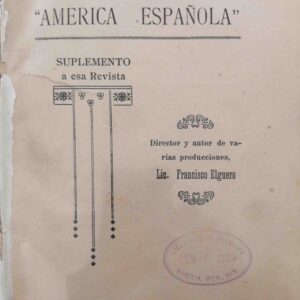 "AMERICA ESPAÑOLA"
SUPLEMENTO
a esa Revista
Director y autor de va-
rias producciones,
Lic. Francisco Elguero